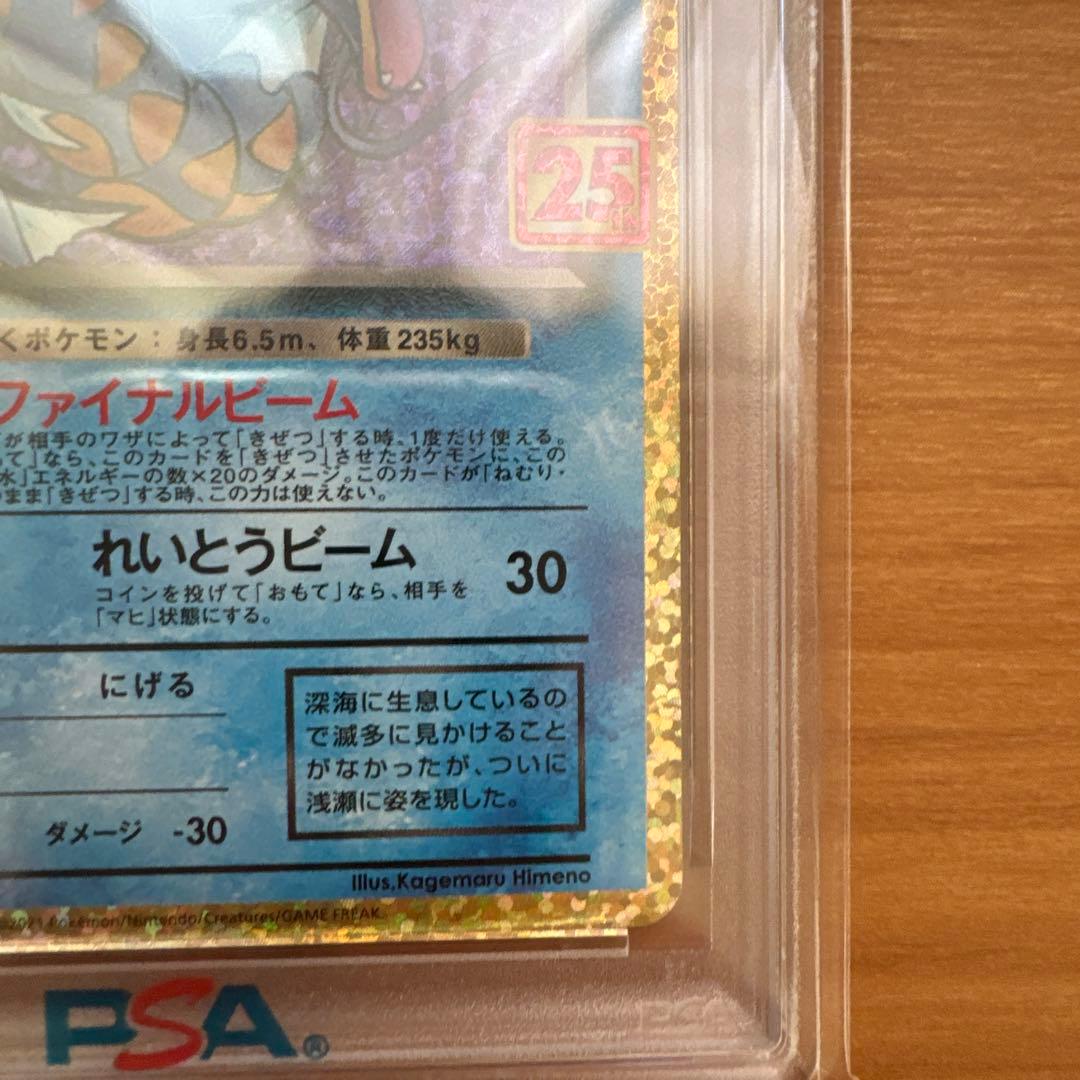 25th
くポケモン：身長6.5m、体重235kg
ファイナルビーム
が相手のワザによって「きぜつ」する時、1度だけ使える。
て」なら、このカードを「きぜつ」させたポケモンに、この
水」エネルギーの数×20のダメージ。このカードが「ねむり・
まま「きぜつ」する時、この力は使えない。
れいとうビーム 30
コインを投げて「おもて」なら、相手を
「マヒ」状態にする。
にげる
深海に生息しているの
で滅多に見かけること
がなかったが、ついに
浅瀬に姿を現した。
ダメージ -30
Illus.Kagemaru Himeno
©2021 Pokémon/Nintendo/Creatures/GAME FREAK.
PSA®